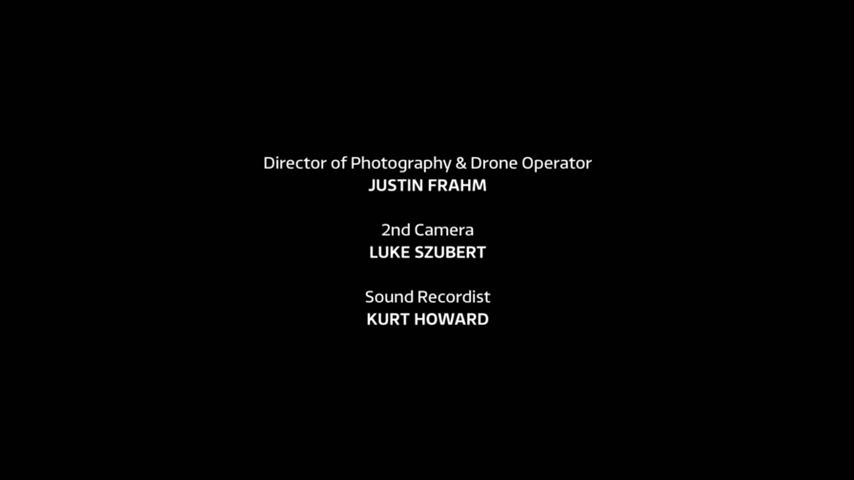 Director of Photography & Drone Operator
JUSTIN FRAHM
2nd Camera
LUKE SZUBERT
Sound Recordist
KURT HOWARD